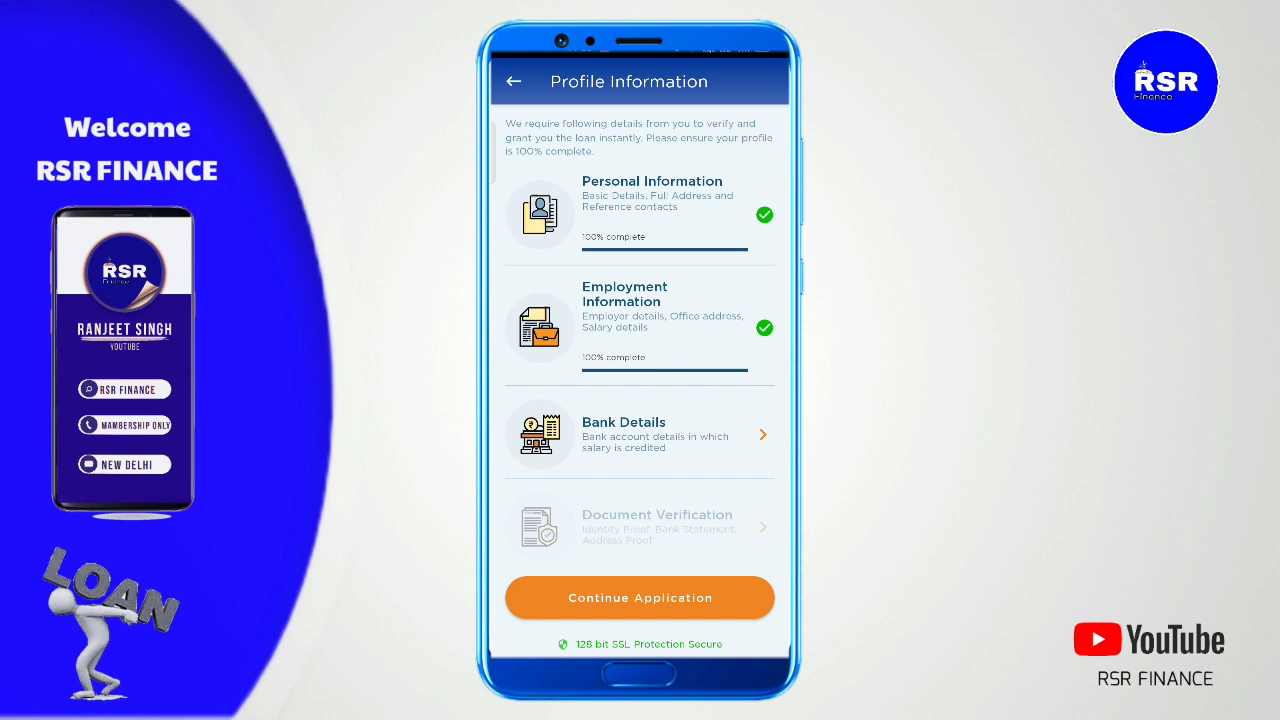 Welcome
RSR FINANCE
RSR
Finance
RANJEET SINGH
YOUTUBE
RSR FINANCE
MAMBERSHIP ONLY
NEW DELHI
LOAN
Profile Information
We require following details from you to verify and
grant you the loan instantly. Please ensure your profile
is 100% complete.
Personal Information
Basic Details, Full Address and
Reference contacts
100% complete
Employment
Information
Employer details, Office address,
Salary details
100% complete
Bank Details
Bank account details in which
salary is credited
Document Verification
Identity Proof, Bank Statement,
Address Proof
Continue Application
128 bit SSL Protection Secure
RSR
Finance
YouTube
RSR FINANCE